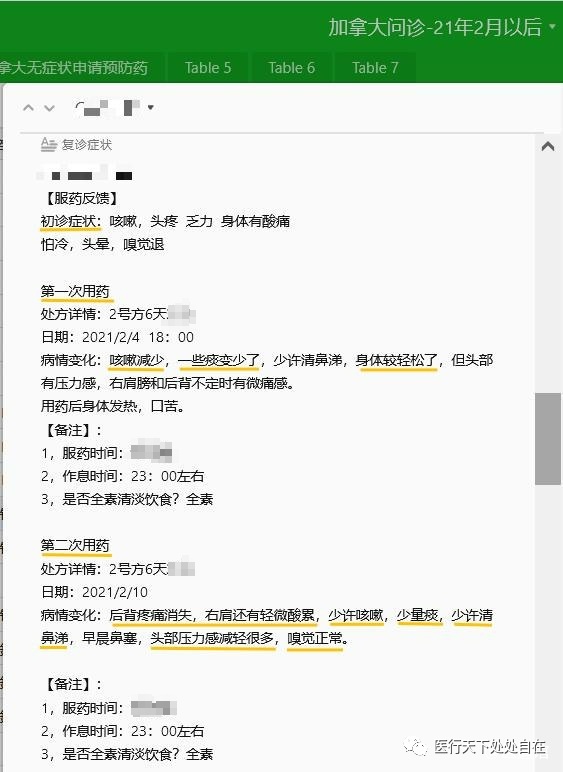 加拿大问诊-21年2月以后
拿大无症状申请预防药 Table 5 Table 6 Table 7
复诊症状
【服药反馈】
初诊症状：咳嗽，头疼 乏力 身体有酸痛
怕冷，头晕，嗅觉退
第一次用药
处方详情：2号方6天
日期：2021/2/4 18：00
病情变化：咳嗽减少，一些痰变少了，少许清鼻涕，身体较轻松了，但头部
有压力感，右肩膀和后背不定时有微痛感。
用药后身体发热，口苦。
【备注】：
1，服药时间：
2，作息时间：23：00左右
3，是否全素清淡饮食？全素
第二次用药
处方详情：2号方6天
日期：2021/2/10
病情变化：后背疼痛消失，右肩还有轻微酸累，少许咳嗽，少量痰，少许清
鼻涕，早晨鼻塞，头部压力感减轻很多，嗅觉正常。
【备注】：
1，服药时间：
2，作息时间：23：00左右
3，是否全素清淡饮食？全素
医行天下处处自在